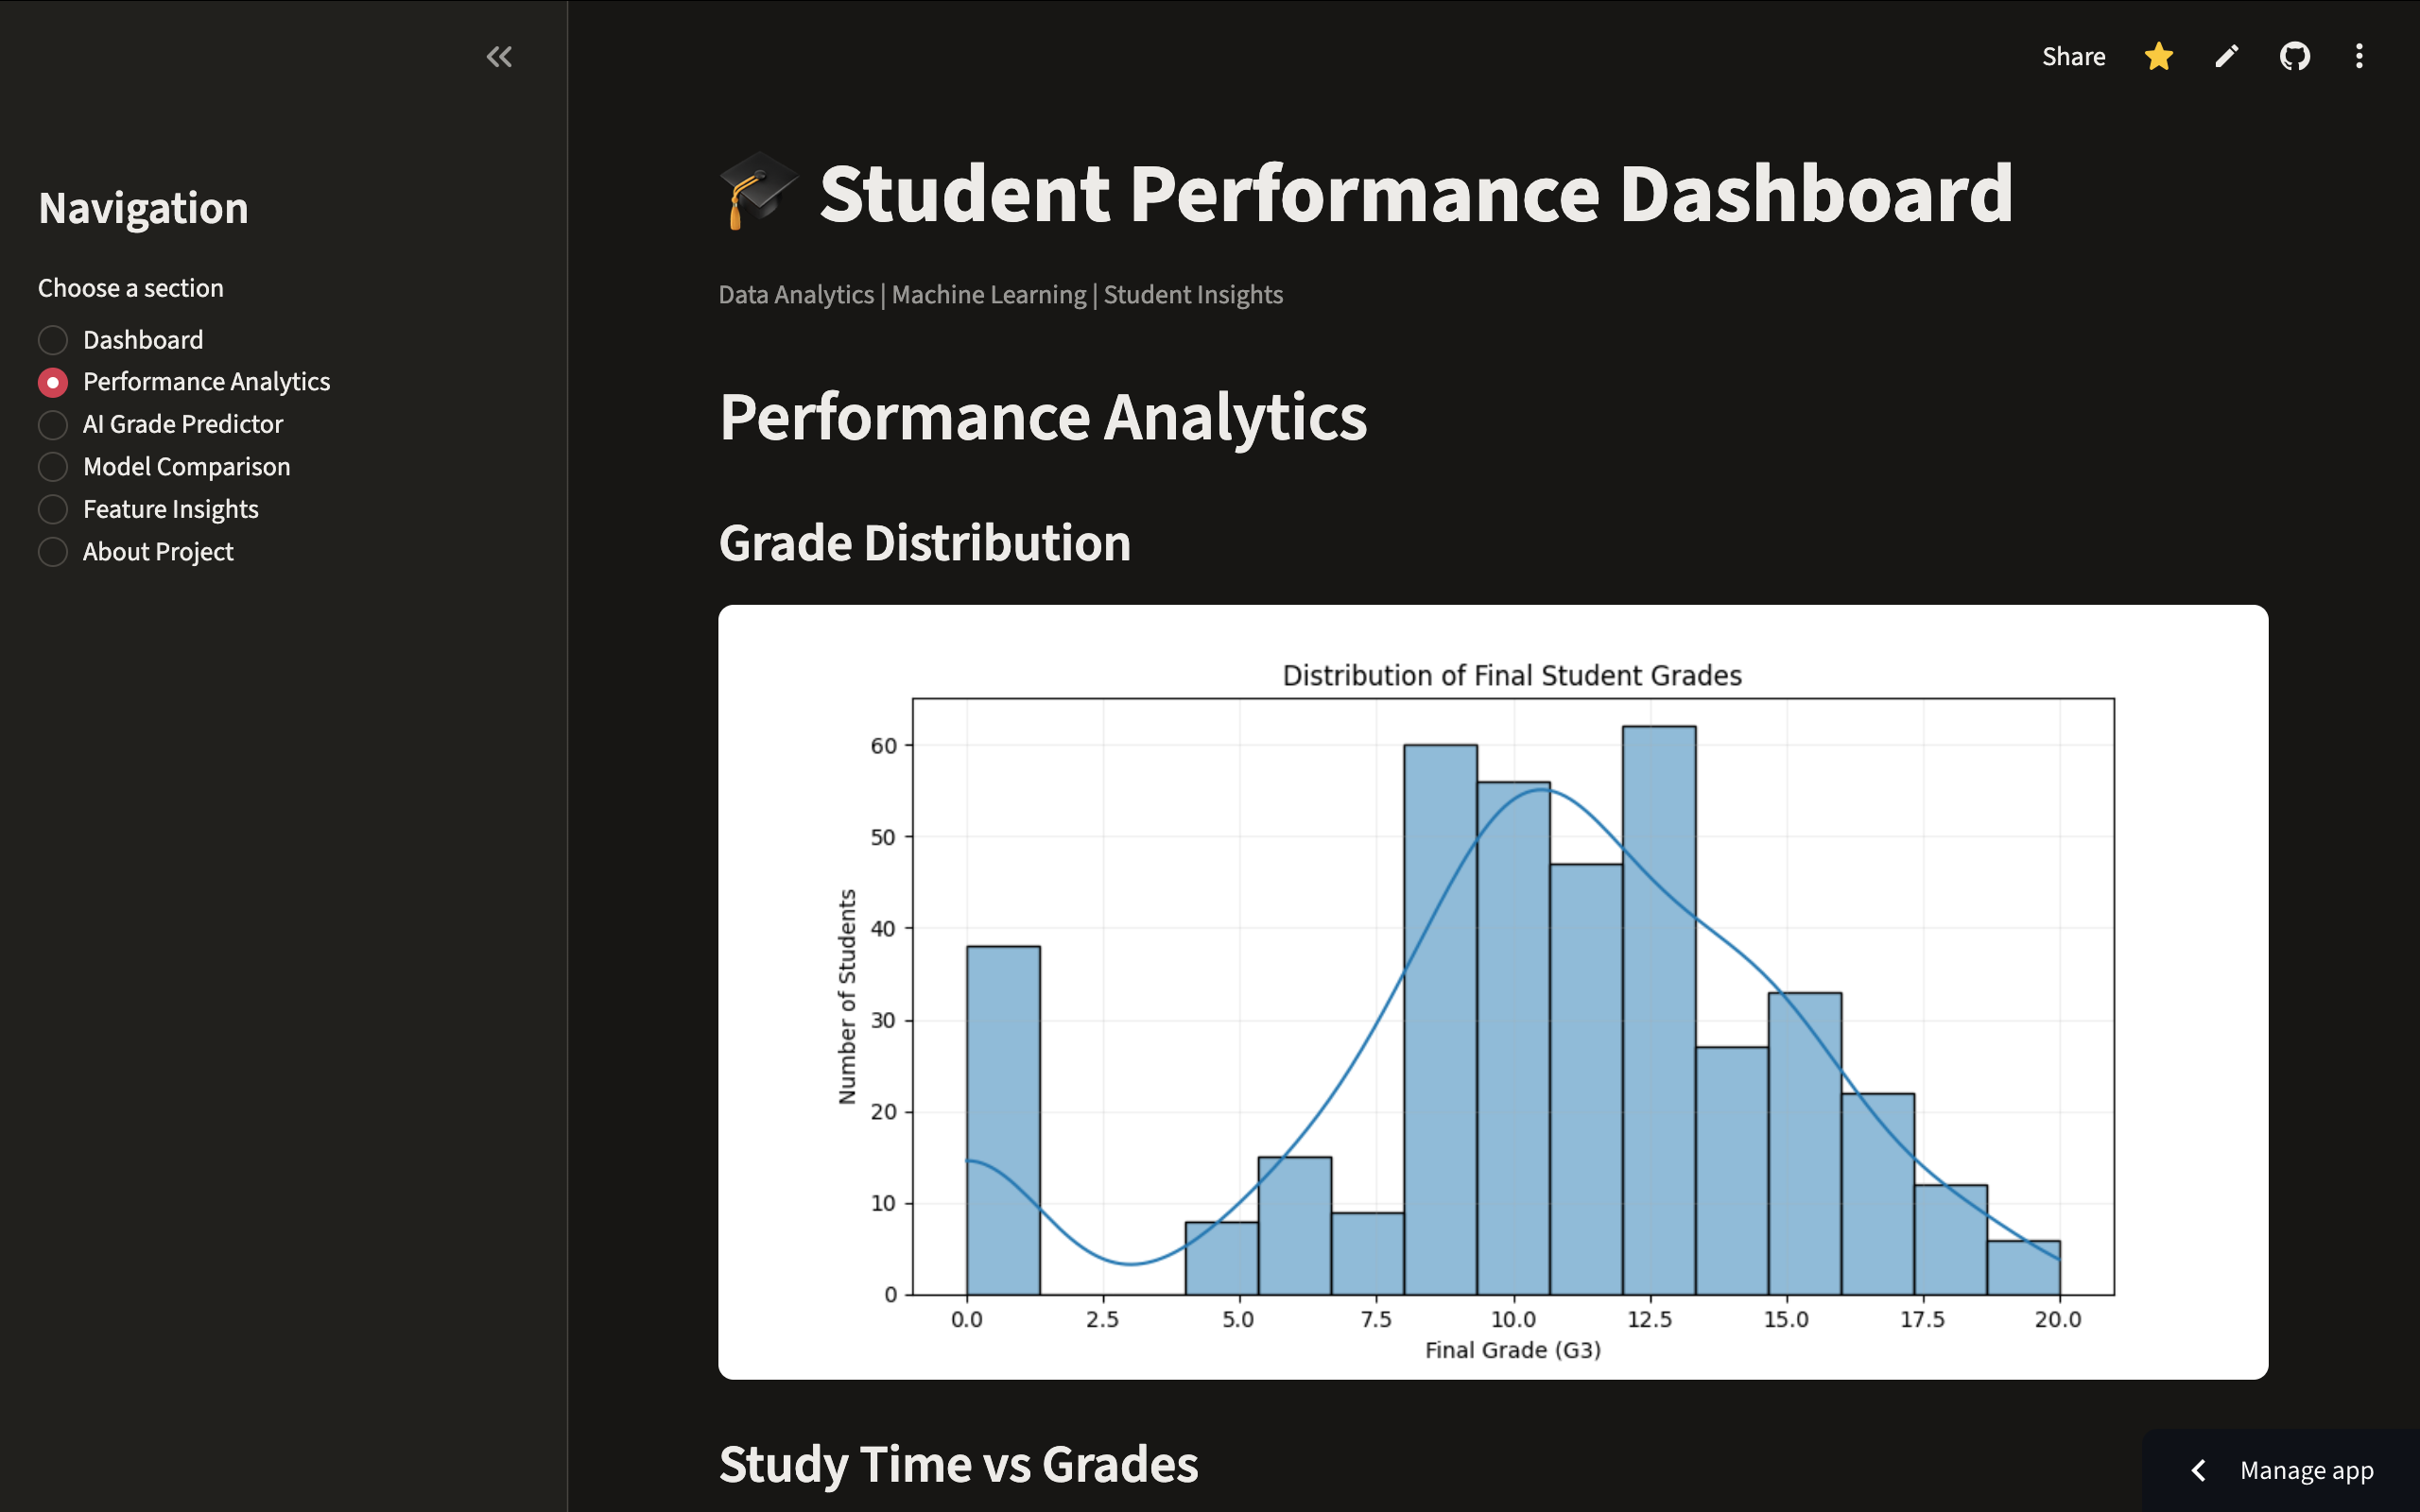 Share
Navigation
Choose a section
Dashboard
Performance Analytics
AI Grade Predictor
Model Comparison
Feature Insights
About Project
Student Performance Dashboard
Data Analytics | Machine Learning | Student Insights
Performance Analytics
Grade Distribution
Distribution of Final Student Grades
60
50
40
30
20
10
0
Number of Students
0.0 2.5 5.0 7.5 10.0 12.5 15.0 17.5 20.0
Final Grade (G3)
Study Time vs Grades
Manage app